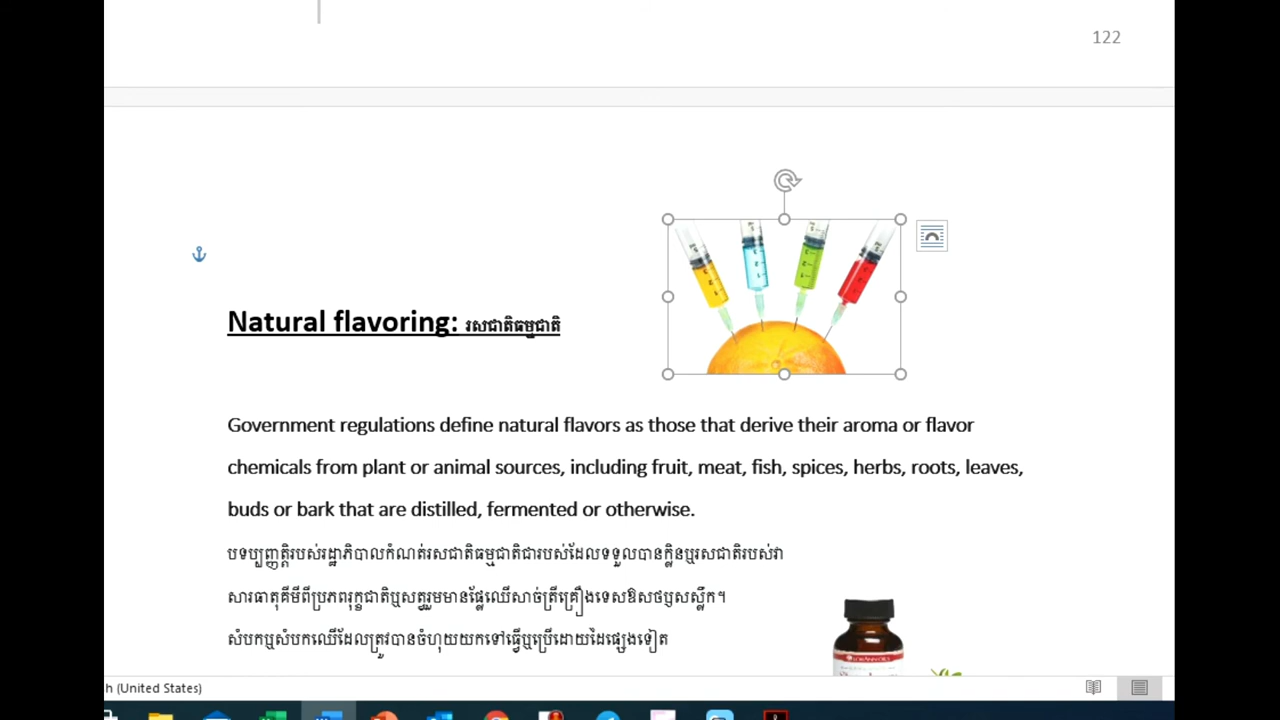 122
Natural flavoring: រសជាតិធម្មជាតិ
Government regulations define natural flavors as those that derive their aroma or flavor
chemicals from plant or animal sources, including fruit, meat, fish, spices, herbs, roots, leaves,
buds or bark that are distilled, fermented or otherwise.
បទប្បញ្ញត្តិរបស់រដ្ឋាភិបាលកំណត់រសជាតិធម្មជាតិជារបស់ដែលទទួលបានក្លិនឬរសជាតិរបស់វា
សារធាតុគីមីពីប្រភពរុក្ខជាតិឬសត្វរួមមានផ្លែឈើសាច់ត្រីគ្រឿងទេសឱសថឫសស្លឹក។
សំបកឬសំបកឈើដែលត្រូវបានចំហុយយកទៅធ្វើឬប្រើដោយដៃផ្សេងទៀត
h (United States)